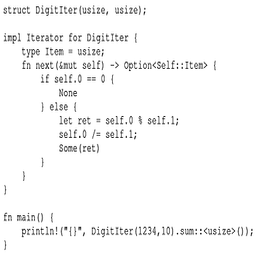 struct DigitIter(usize, usize);

impl Iterator for DigitIter {
    type Item = usize;
    fn next(&mut self) -> Option<Self::Item> {
        if self.0 == 0 {
            None
        } else {
            let ret = self.0 % self.1;
            self.0 /= self.1;
            Some(ret)
        }
    }
}

fn main() {
    println!("{}", DigitIter(1234,10).sum::<usize>());
}